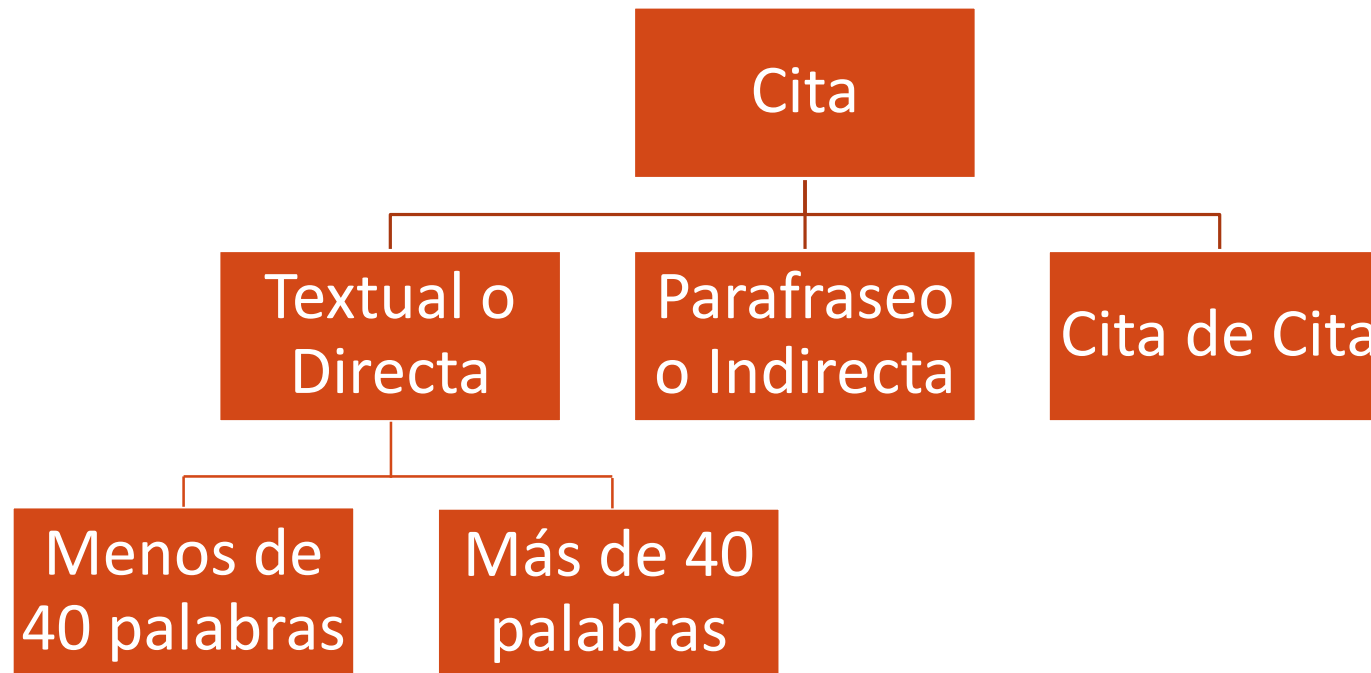 Cita
Textual o
Directa
Parafraseo
o Indirecta
Cita de Cita
Menos de
40 palabras
Más de 40
palabras